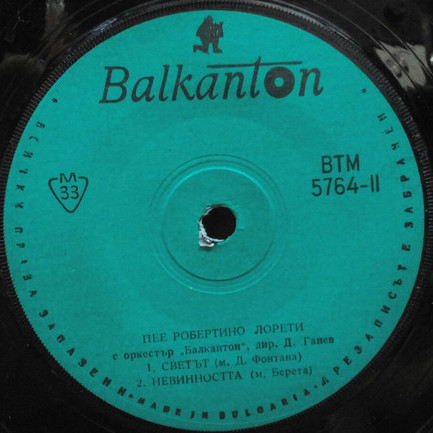 Balkanton
BTM
5764-II
M
33
ПЕЕ РОБЕРТИНО ЛОРЕТИ
с оркестър „Балкантон", дир. Д. Ганев
1. СВЕТЪТ (м. Д. Фонтана)
2. НЕВИННОСТТА (м. Берета)
ВСИЧКИ ПРАВА ЗАПАЗЕНИ • MADE IN BULGARIA • ПРЕЗАПИСЪТ Е ЗАБРАНЕН